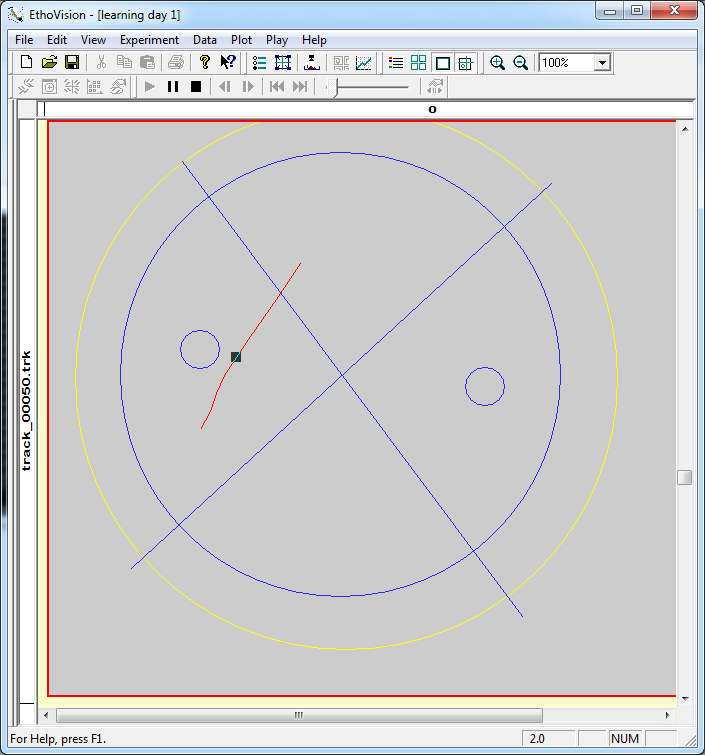 EthoVision - [learning day 1]
File Edit View Experiment Data Plot Play Help
100%
O
track_00050.trk
For Help, press F1.
2.0
NUM